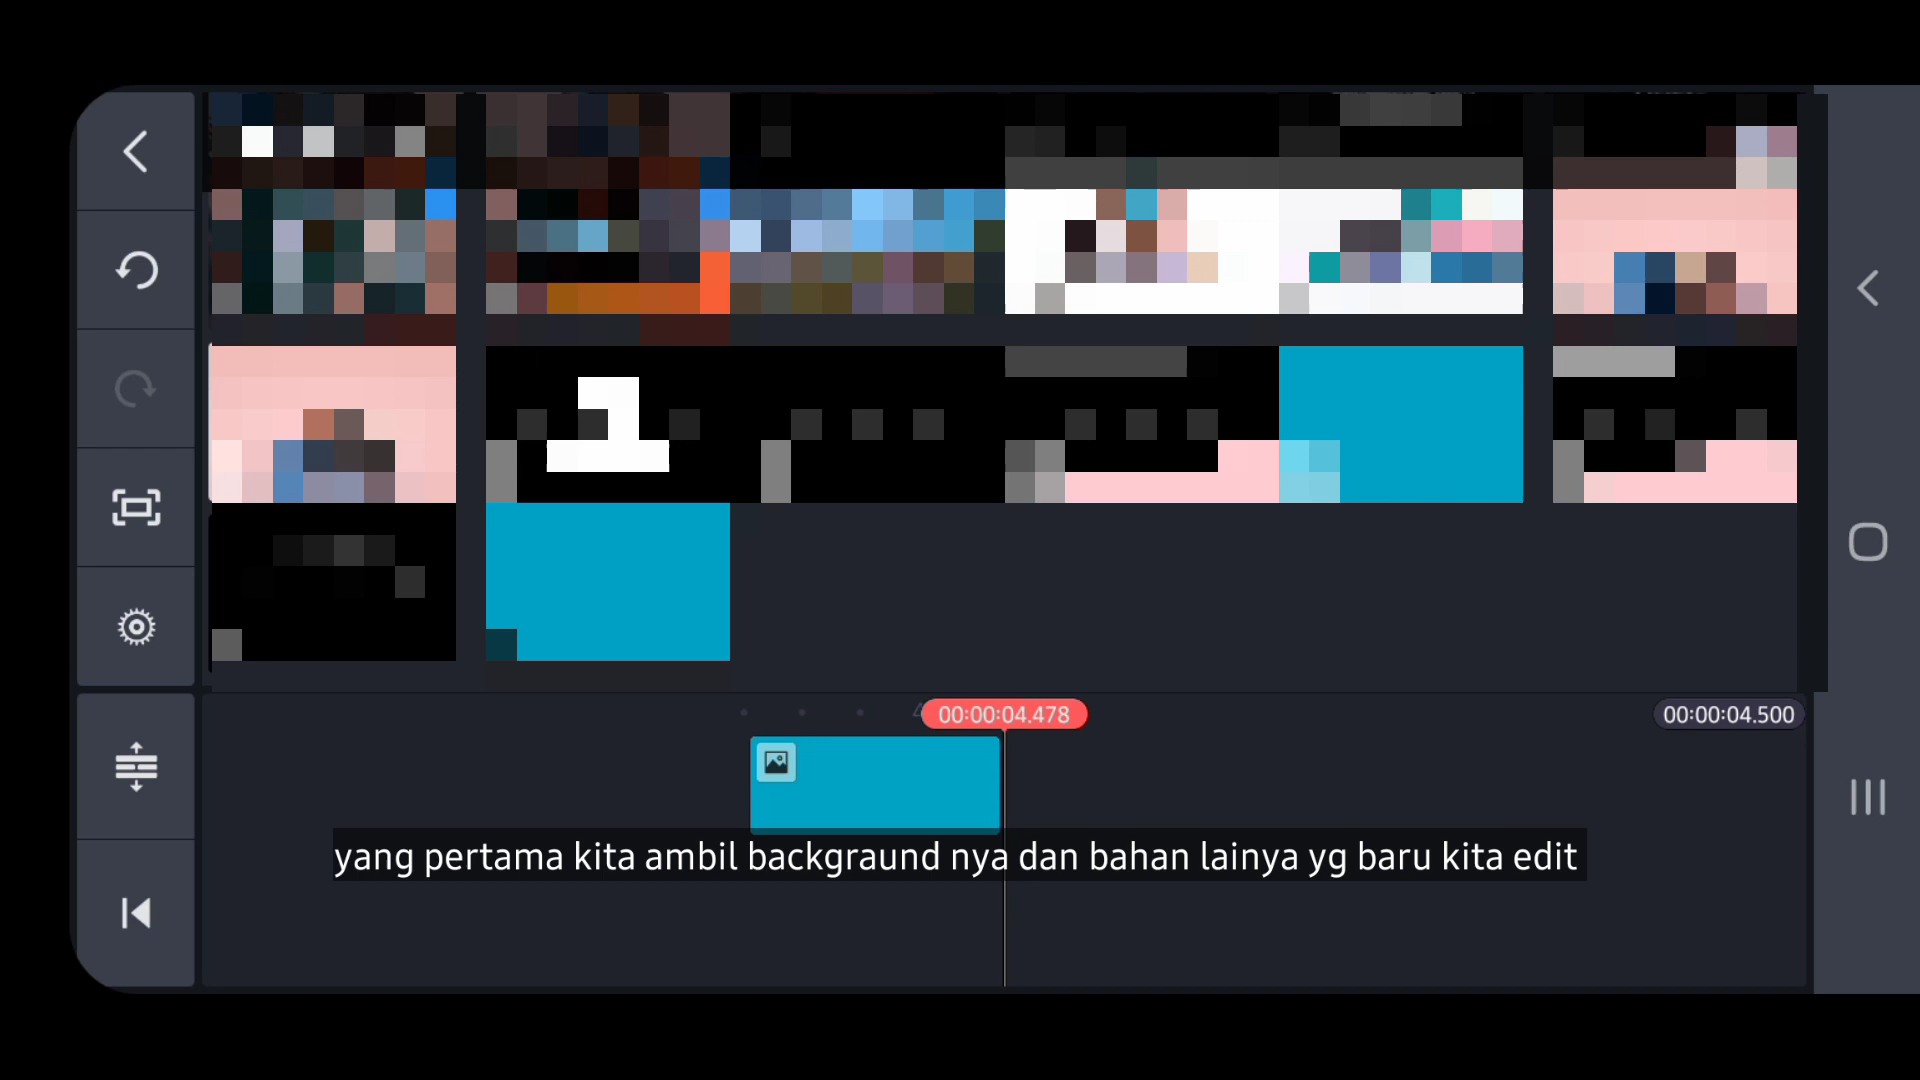 00:00:04.478
00:00:04.500
yang pertama kita ambil backgraund nya dan bahan lainya yg baru kita edit